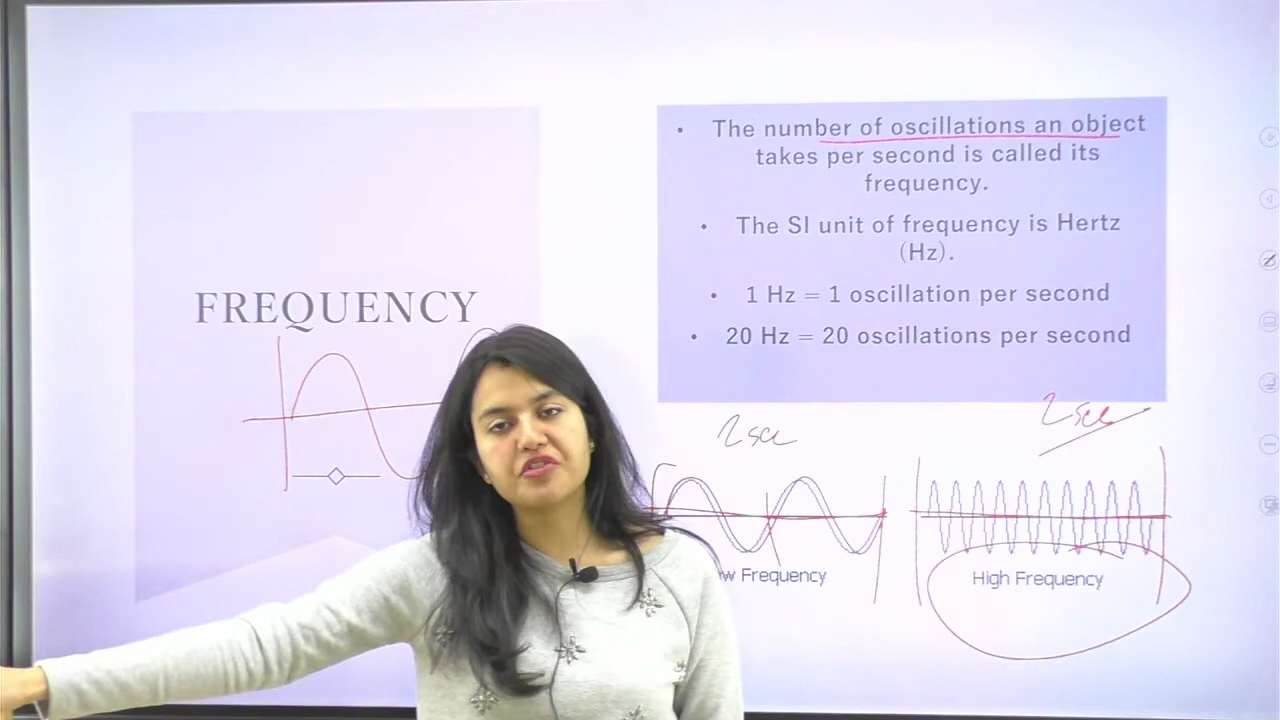 FREQUENCY
• The number of oscillations an object
takes per second is called its
frequency.
• The SI unit of frequency is Hertz
(Hz).
• 1 Hz = 1 oscillation per second
• 20 Hz = 20 oscillations per second
2 sec
2 sec
w Frequency
High Frequency